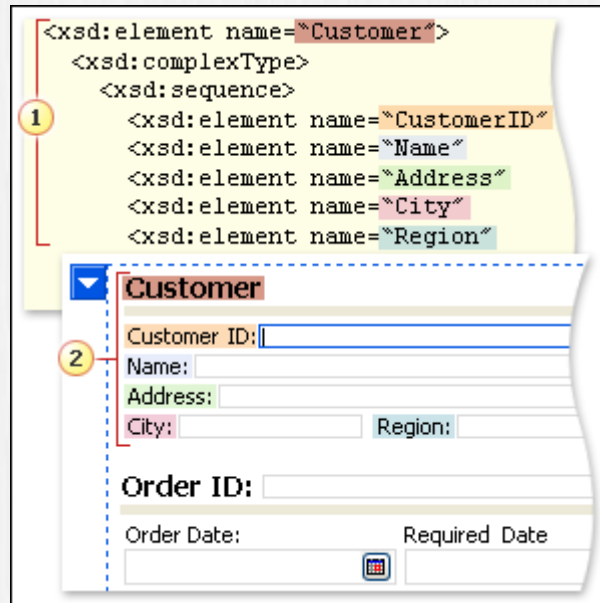 <xsd:element name="Customer">
<xsd:complexType>
<xsd:sequence>
1
<xsd:element name="CustomerID"
<xsd:element name="Name"
<xsd:element name="Address"
<xsd:element name="City"
<xsd:element name="Region"
Customer
Customer ID:
2
Name:
Address:
City: Region:
Order ID:
Order Date: Required Date